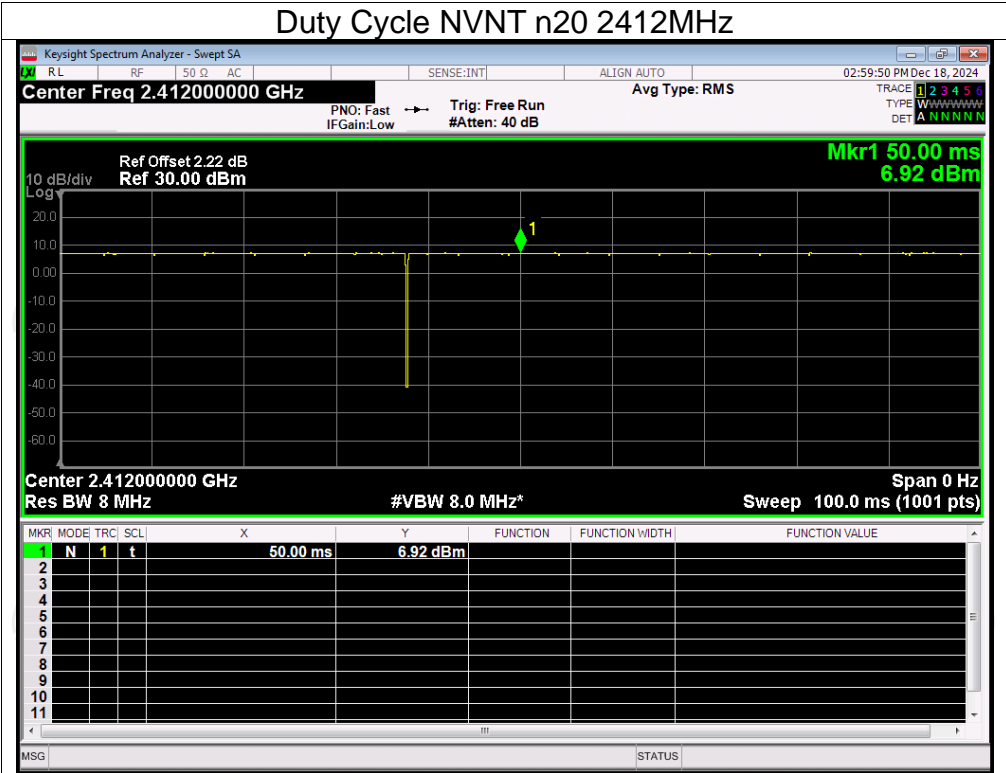 Duty Cycle NVNT n20 2412MHz
Keysight Spectrum Analyzer - Swept SA
LXI RL RF 50 Ω AC SENSE:INT ALIGN AUTO 02:59:50 PM Dec 18, 2024
Center Freq 2.412000000 GHz Avg Type: RMS TRACE 1 2 3 4 5 6
PNO: Fast Trig: Free Run TYPE WWWWWW
IFGain:Low #Atten: 40 dB DET A N N N N N
Mkr1 50.00 ms
Ref Offset 2.22 dB
10 dB/div Ref 30.00 dBm 6.92 dBm
Log
20.0
1
10.0
0.00
-10.0
-20.0
-30.0
-40.0
-50.0
-60.0
Center 2.412000000 GHz Span 0 Hz
Res BW 8 MHz #VBW 8.0 MHz* Sweep 100.0 ms (1001 pts)
MKR MODE TRC SCL X Y FUNCTION FUNCTION WIDTH FUNCTION VALUE
1 N 1 t 50.00 ms 6.92 dBm
2
3
4
5
6
7
8
9
10
11
MSG STATUS